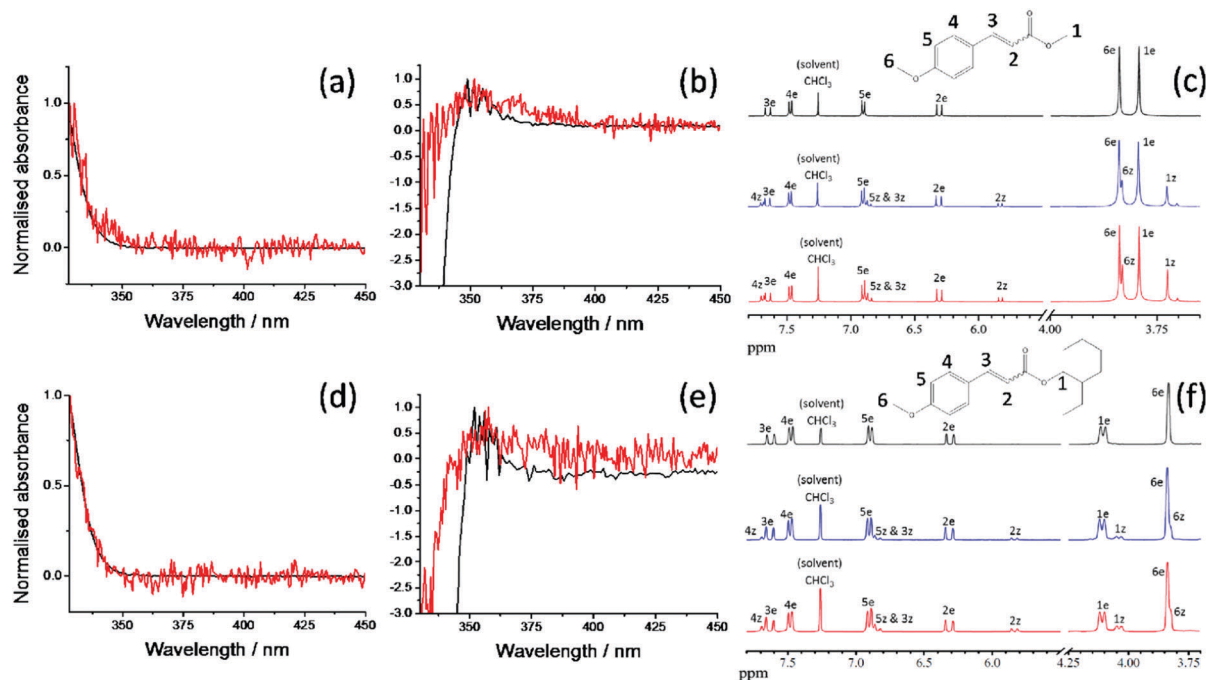 (a)
Normalised absorbance
1.0
0.5
0.0
350 375 400 425 450
Wavelength / nm
(b)
1.0
0.5
0.0
-0.5
-1.0
-1.5
-2.0
-2.5
-3.0
350 375 400 425 450
Wavelength / nm
(c)
1
2
3
4
5
6
O
O
O
3e 4e (solvent) CHCl3 5e 2e 6e 1e
4z 3e 4e (solvent) CHCl3 5e 5z & 3z 2e 2z 6e 6z 1e 1z
4z 3e 4e (solvent) CHCl3 5e 5z & 3z 2e 2z 6e 6z 1e 1z
7.5 7.0 6.5 6.0 4.00 3.75
ppm
(d)
Normalised absorbance
1.0
0.5
0.0
350 375 400 425 450
Wavelength / nm
(e)
1.0
0.5
0.0
-0.5
-1.0
-1.5
-2.0
-2.5
-3.0
350 375 400 425 450
Wavelength / nm
(f)
1
2
3
4
5
6
O
O
O
3e 4e (solvent) CHCl3 5e 2e 1e 6e
4z 3e 4e (solvent) CHCl3 5e 5z & 3z 2e 2z 1e 1z 6e 6z
4z 3e 4e (solvent) CHCl3 5e 5z & 3z 2e 2z 1e 1z 6e 6z
7.5 7.0 6.5 6.0 4.25 4.00 3.75
ppm